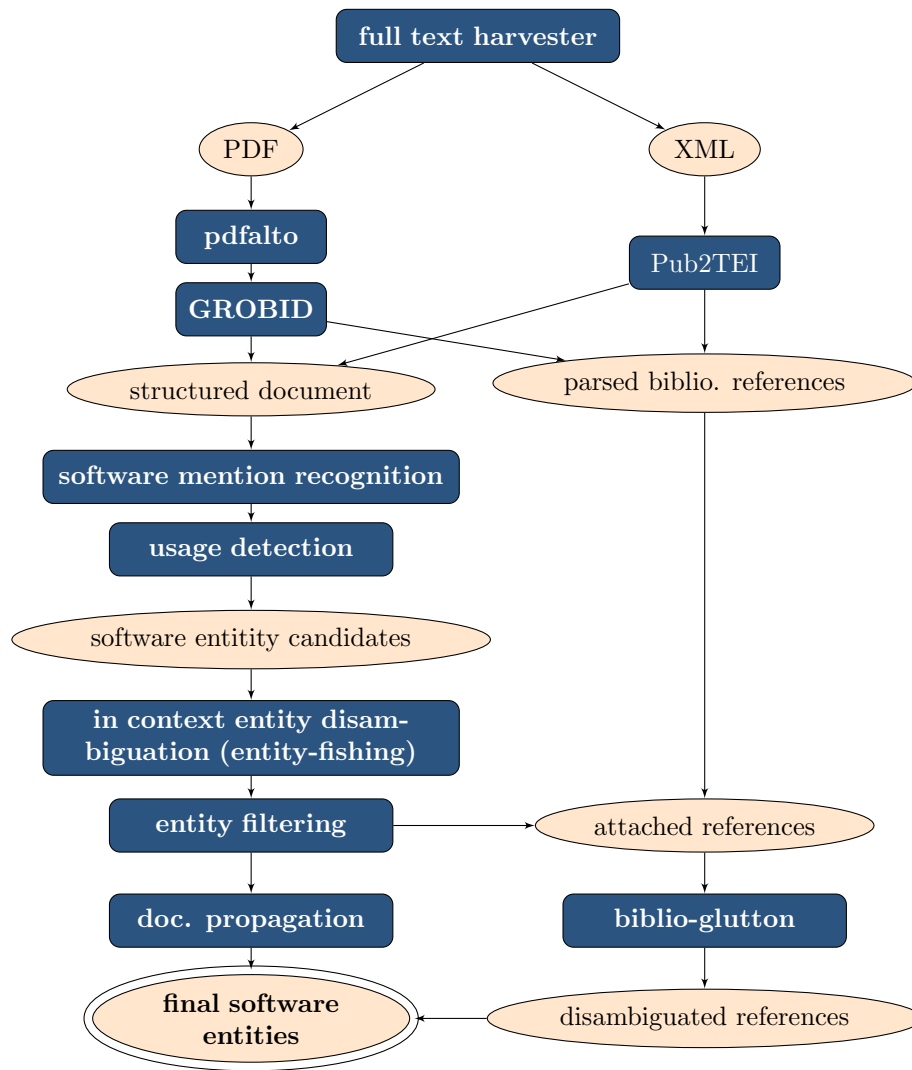 full text harvester
PDF
XML
pdfalto
Pub2TEI
GROBID
structured document
parsed biblio. references
software mention recognition
usage detection
software entitity candidates
in context entity disam-
biguation (entity-fishing)
entity filtering
attached references
doc. propagation
biblio-glutton
final software
entities
disambiguated references